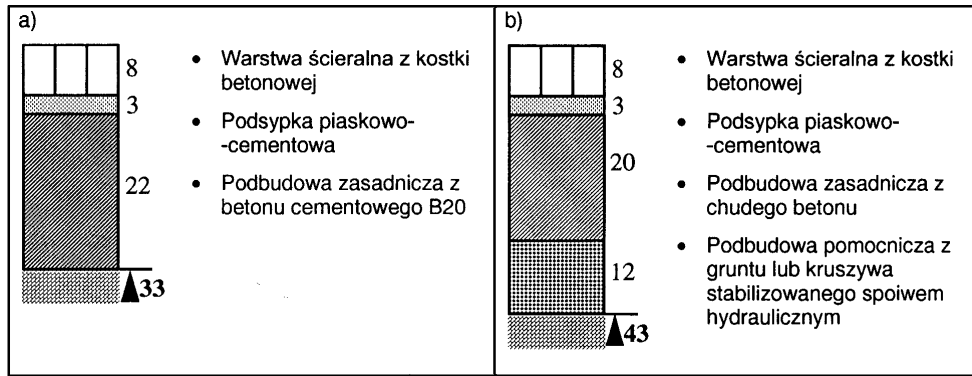 a)
8
3
22
33
• Warstwa ścieralna z kostki
betonowej
• Podsypka piaskowo-
-cementowa
• Podbudowa zasadnicza z
betonu cementowego B20
b)
8
3
20
12
43
• Warstwa ścieralna z kostki
betonowej
• Podsypka piaskowo-
-cementowa
• Podbudowa zasadnicza z
chudego betonu
• Podbudowa pomocnicza z
gruntu lub kruszywa
stabilizowanego spoiwem
hydraulicznym